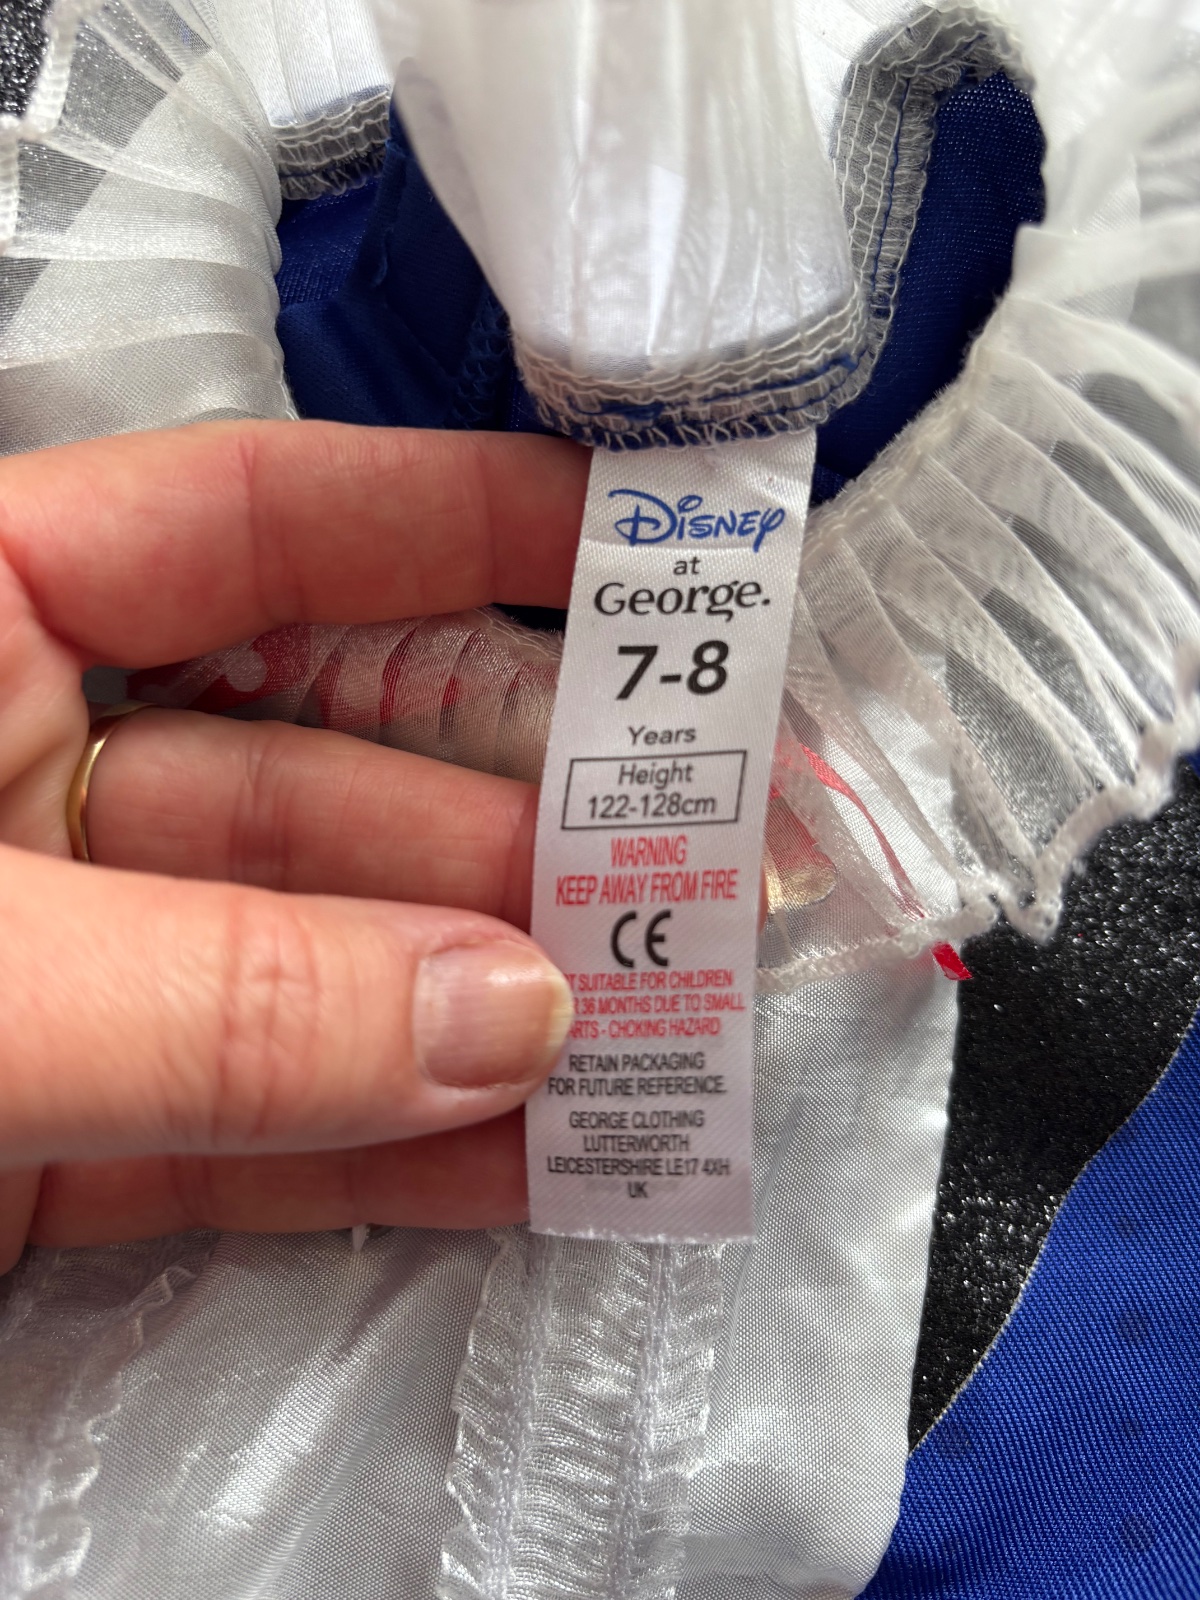 Disney
at
George.
7-8
Years
Height
122-128cm
WARNING
KEEP AWAY FROM FIRE
CE
SUITABLE FOR CHILDREN
36 MONTHS DUE TO SMALL
- CHOKING HAZARD
RETAIN PACKAGING
FOR FUTURE REFERENCE.
GEORGE CLOTHING
LUTTERWORTH
LEICESTERSHIRE LE17 4XH
UK